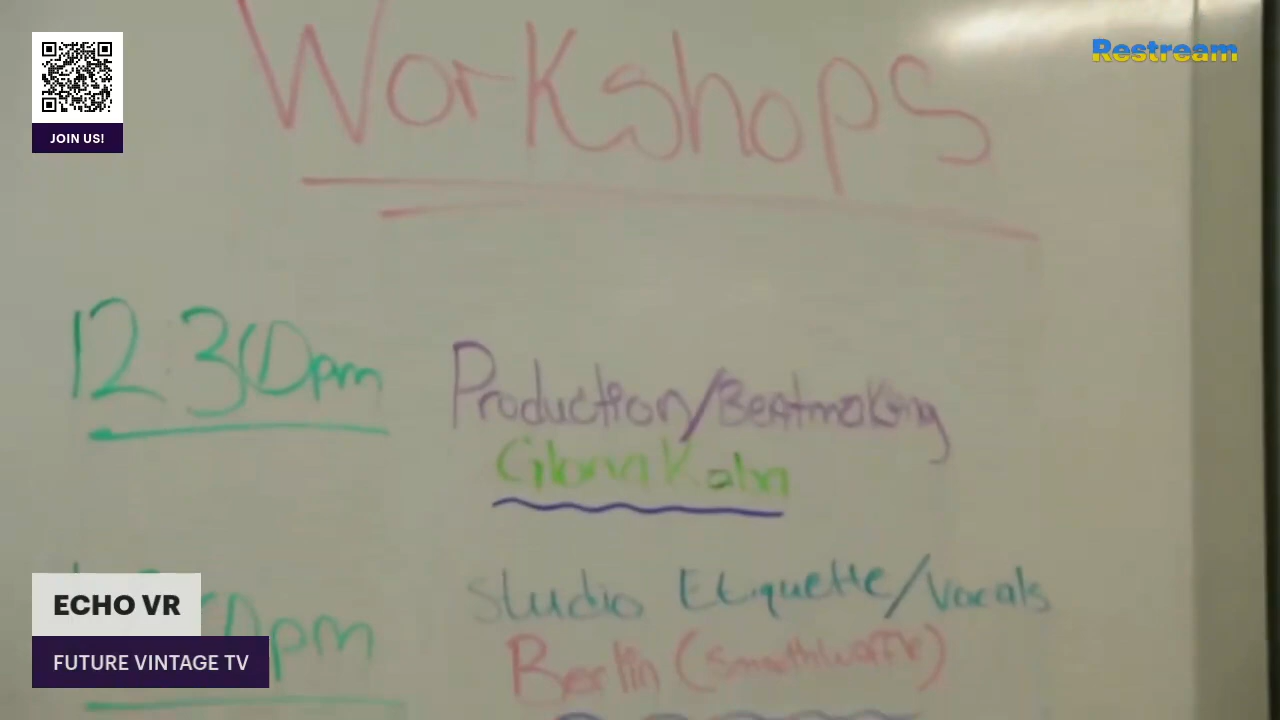 JOIN US!
Restream
Workshops
12 30pm
Production/Beatmaking
Studio Etiquette/Vocals
pm
Berlin
ECHO VR
FUTURE VINTAGE TV